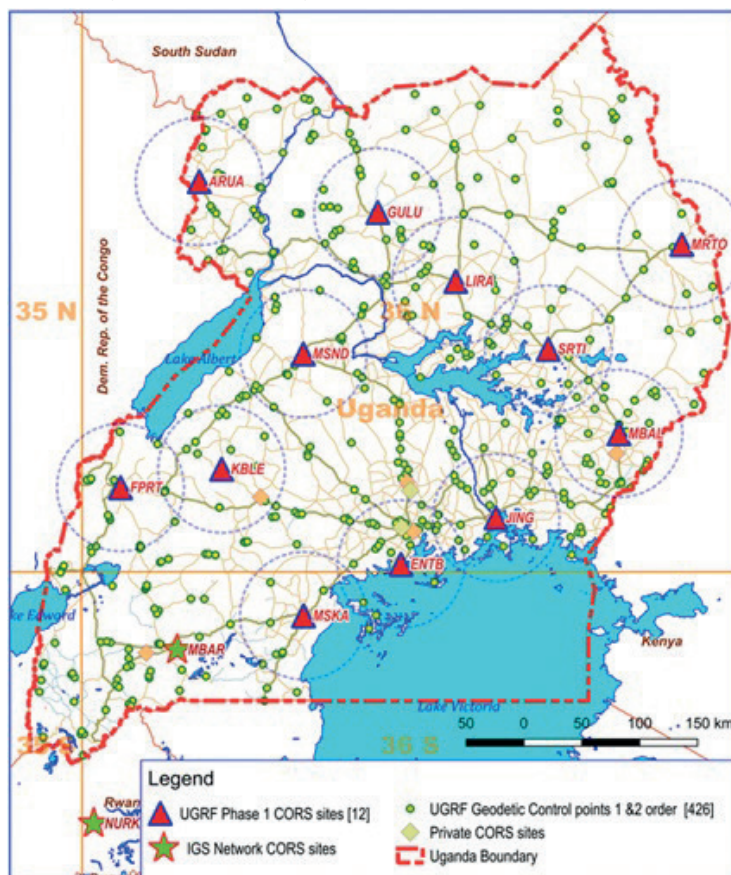 South Sudan
ARUA
GULU
MRTO
Dem. Rep. of the Congo
LIRA
35 N
36 N
Lake Albert
MSND
SRTI
Uganda
MBAL
KBLE
FPRT
JING
ENTB
MSKA
ke Edward
MBAR
Kenya
Lake Victoria
36 S
50 0 50 100 150 km
Rwan
NURK
Legend
UGRF Phase 1 CORS sites [12]
IGS Network CORS sites
UGRF Geodetic Control points 1 &2 order [426]
Private CORS sites
Uganda Boundary